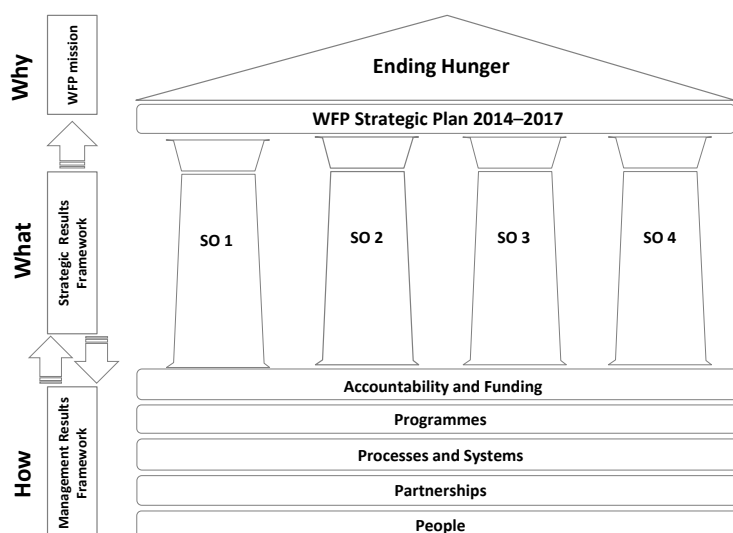 Why
WFP mission
Ending Hunger
WFP Strategic Plan 2014–2017
What
Strategic Results
Framework
SO 1
SO 2
SO 3
SO 4
How
Management Results
Framework
Accountability and Funding
Programmes
Processes and Systems
Partnerships
People